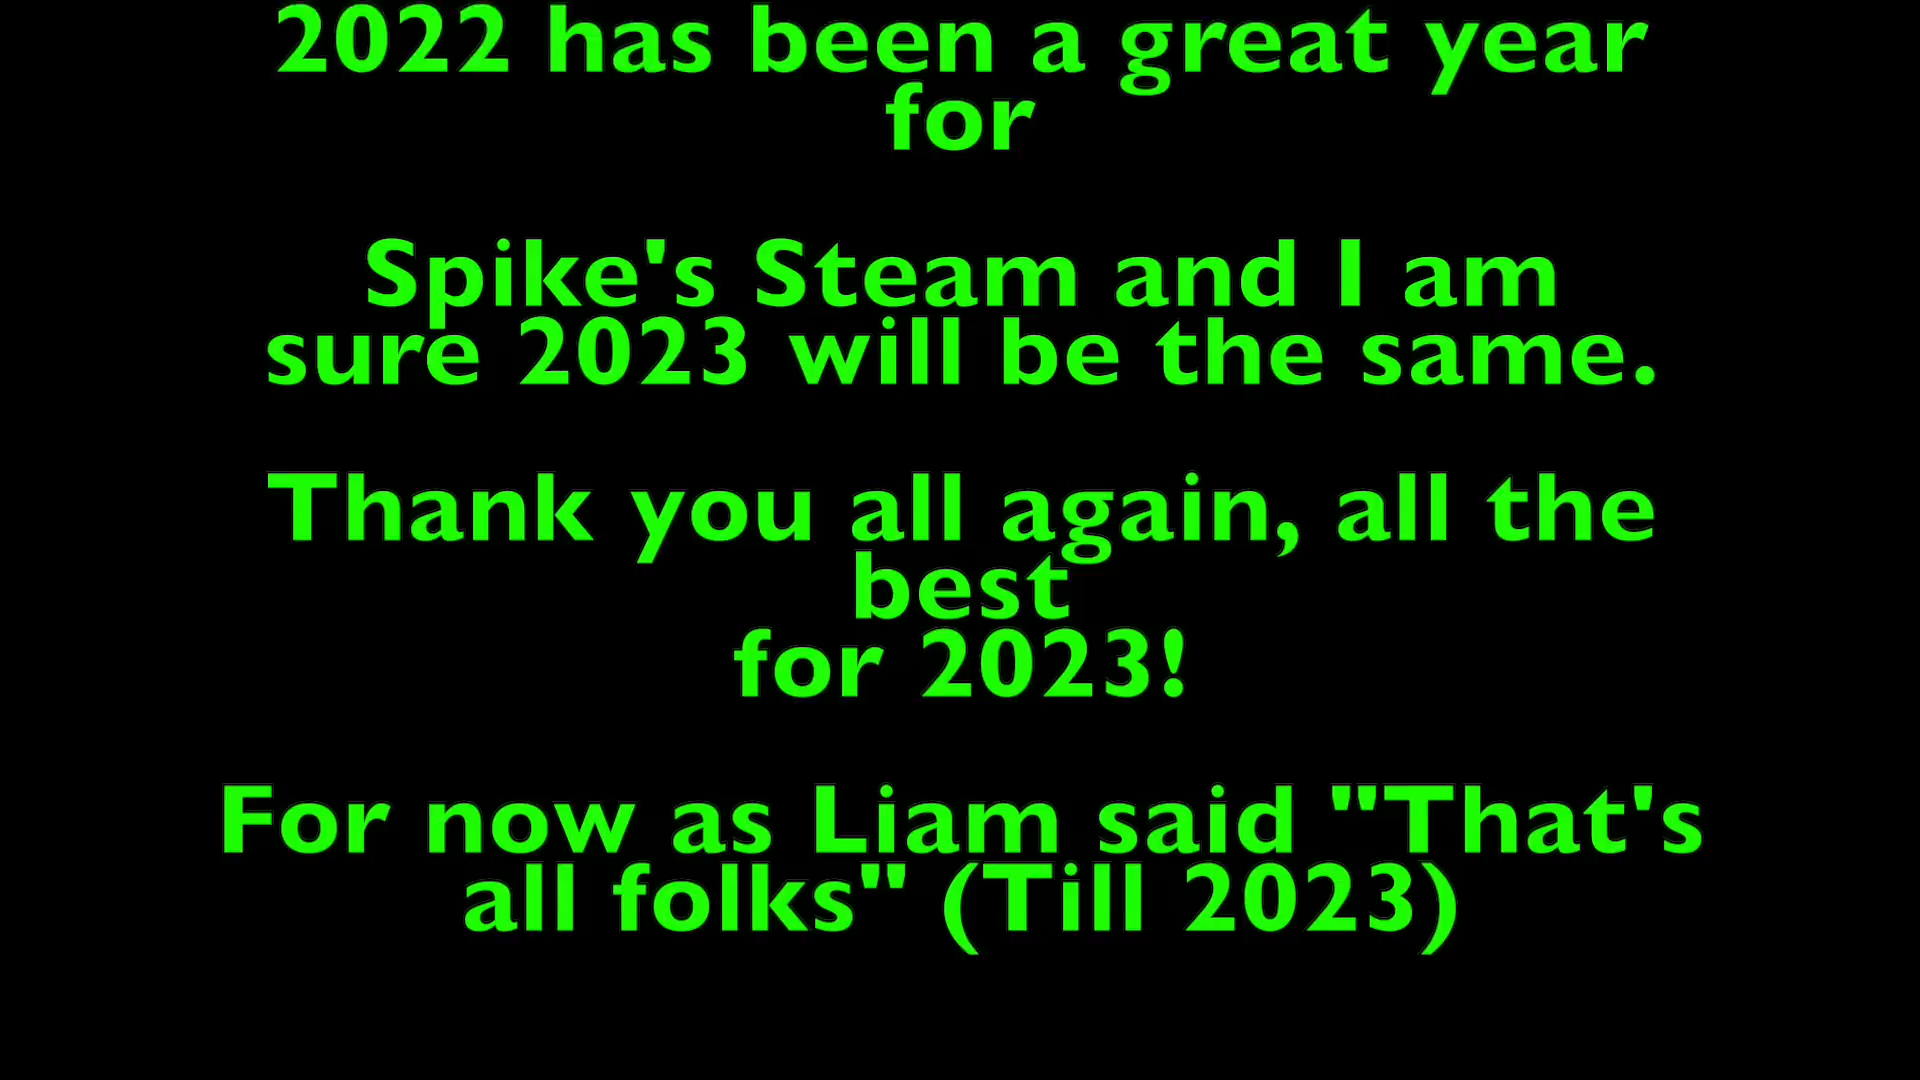 2022 has been a great year
for
Spike's Steam and I am
sure 2023 will be the same.
Thank you all again, all the
best
for 2023!
For now as Liam said "That's
all folks" (Till 2023)